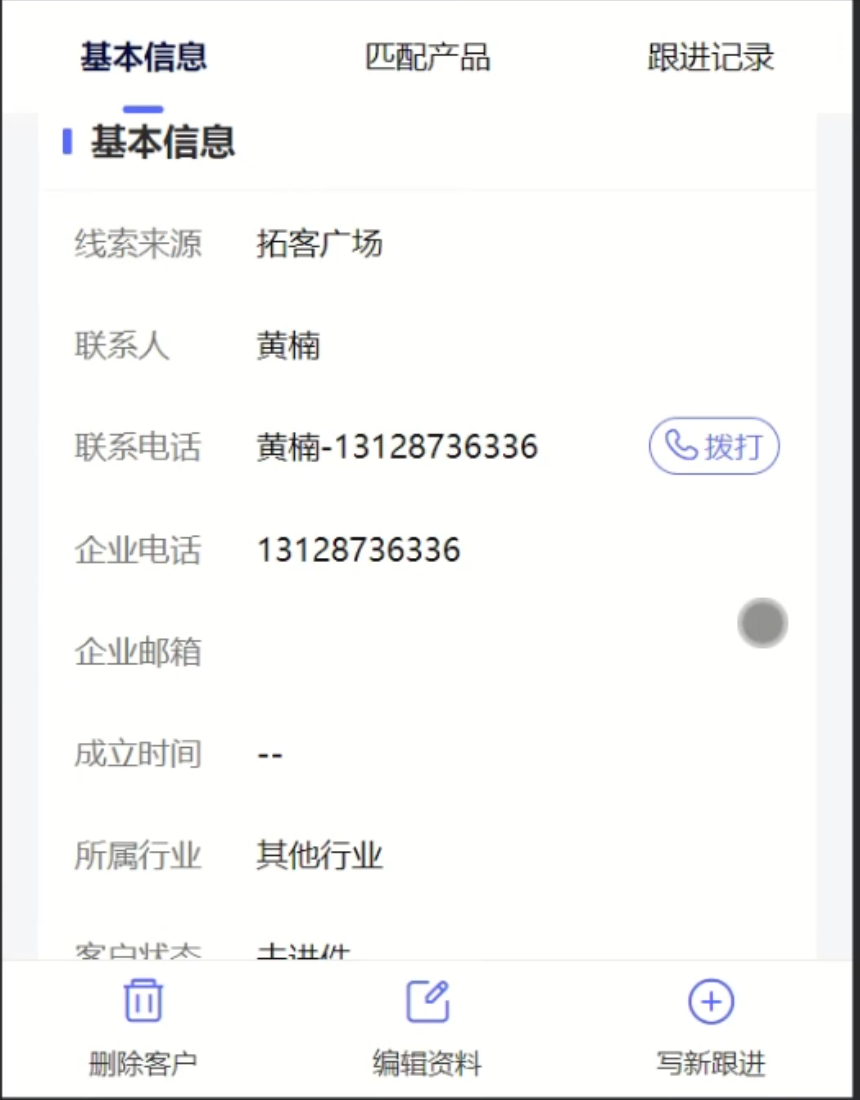 基本信息 匹配产品 跟进记录
基本信息
线索来源 拓客广场
联系人 黄楠
联系电话 黄楠-13128736336 拨打
企业电话 13128736336
企业邮箱
成立时间 --
所属行业 其他行业
客户状态 未进件
删除客户 编辑资料 写新跟进